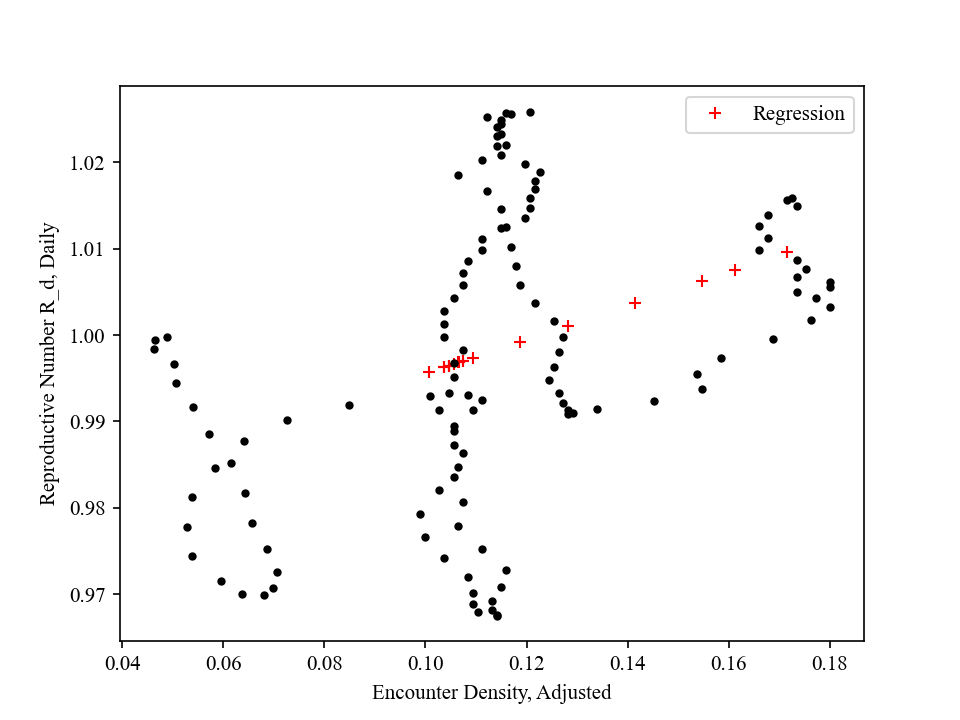 Regression
1.02
1.01
1.00
0.99
0.98
0.97
Reproductive Number R_d, Daily
0.04 0.06 0.08 0.10 0.12 0.14 0.16 0.18
Encounter Density, Adjusted